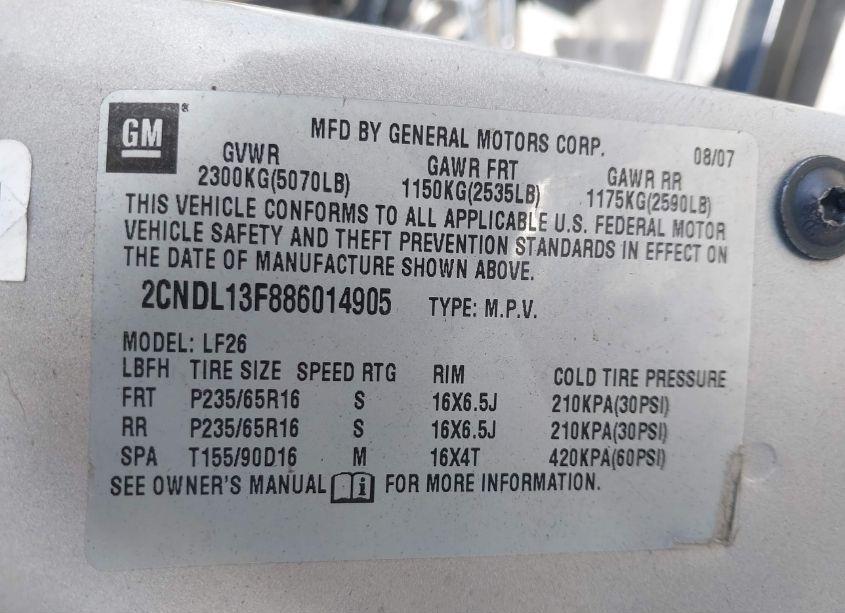 GM ®
MFD BY GENERAL MOTORS CORP. 08/07
GVWR GAWR FRT GAWR RR
2300KG(5070LB) 1150KG(2535LB) 1175KG(2590LB)
THIS VEHICLE CONFORMS TO ALL APPLICABLE U.S. FEDERAL MOTOR
VEHICLE SAFETY AND THEFT PREVENTION STANDARDS IN EFFECT ON
THE DATE OF MANUFACTURE SHOWN ABOVE.
2CNDL13F886014905 TYPE: M.P.V.
MODEL: LF26
LBFH TIRE SIZE SPEED RTG RIM COLD TIRE PRESSURE
FRT P235/65R16 S 16X6.5J 210KPA(30PSI)
RR P235/65R16 S 16X6.5J 210KPA(30PSI)
SPA T155/90D16 M 16X4T 420KPA(60PSI)
SEE OWNER'S MANUAL i FOR MORE INFORMATION.